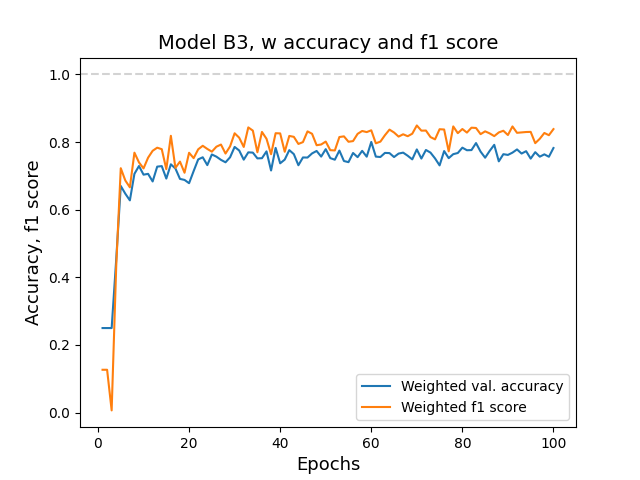 Model B3, w accuracy and f1 score
1.0
0.8
0.6
0.4
0.2
0.0
Accuracy, f1 score
Weighted val. accuracy
Weighted f1 score
0 20 40 60 80 100
Epochs